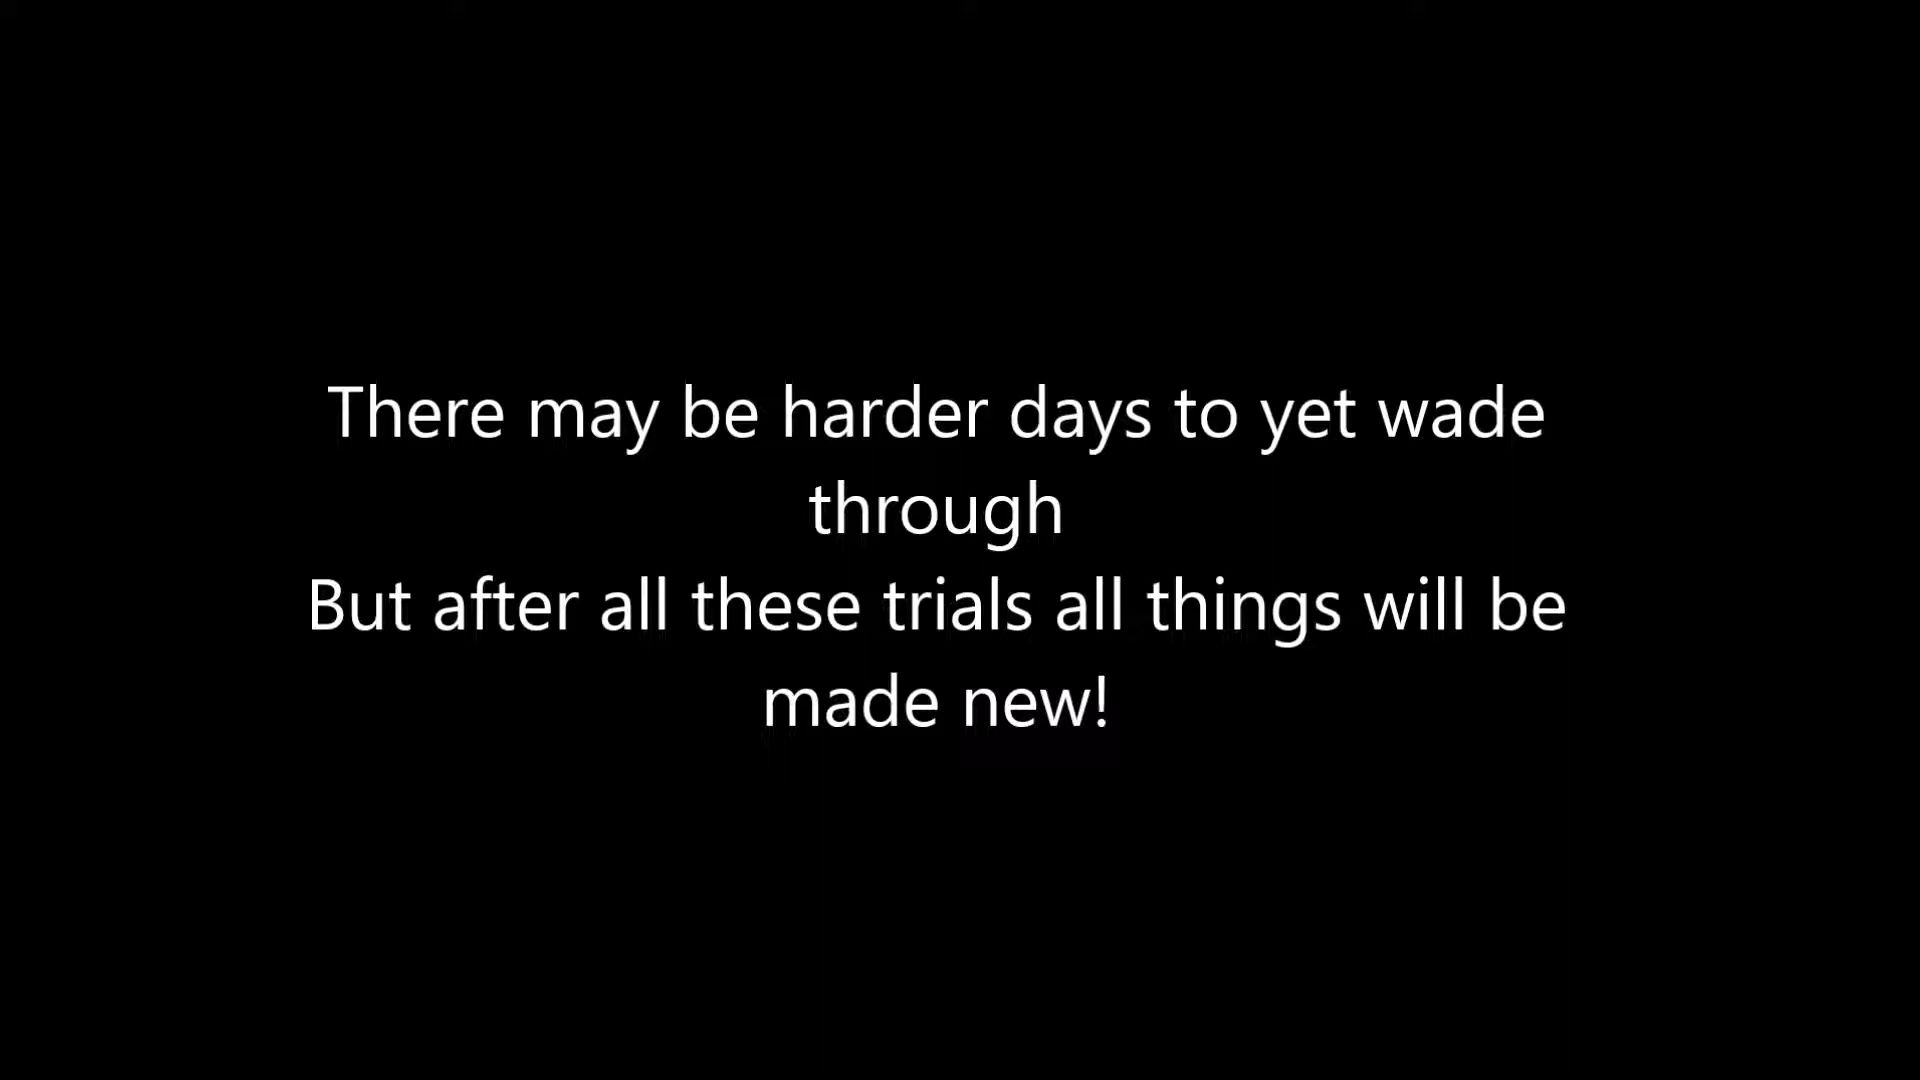 There may be harder days to yet wade
through
But after all these trials all things will be
made new!